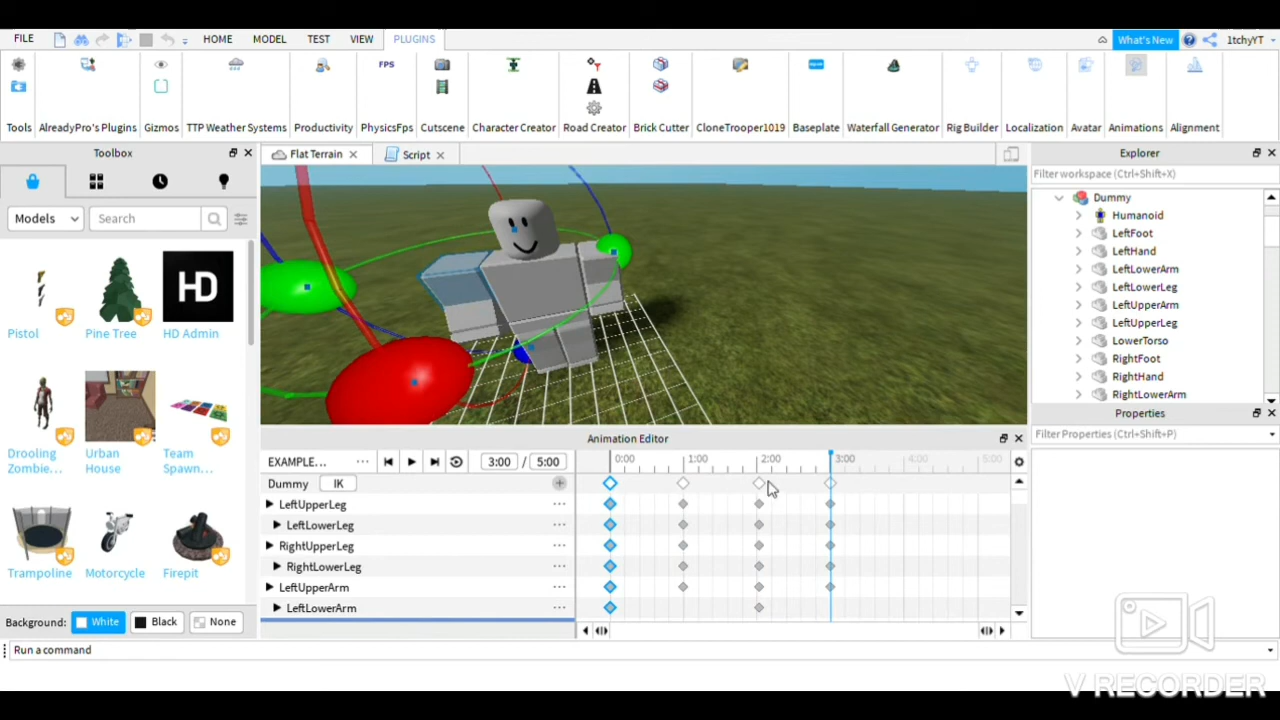 FILE HOME MODEL TEST VIEW PLUGINS What's New 1tchyYT
FPS
Tools AlreadyPro's Plugins Gizmos TTP Weather Systems Productivity PhysicsFps Cutscene Character Creator Road Creator Brick Cutter CloneTrooper1019 Baseplate Waterfall Generator Rig Builder Localization Avatar Animations Alignment
Toolbox
Flat Terrain
Script
Explorer
Filter workspace (Ctrl+Shift+X)
Models
Search
HD
Pistol
Pine Tree
HD Admin
Drooling
Zombie...
Urban
House
Team
Spawn...
Trampoline
Motorcycle
Firepit
Background: White Black None
Dummy
Humanoid
LeftFoot
LeftHand
LeftLowerArm
LeftLowerLeg
LeftUpperArm
LeftUpperLeg
LowerTorso
RightFoot
RightHand
RightLowerArm
Properties
Filter Properties (Ctrl+Shift+P)
Animation Editor
EXAMPLE... ... 3:00 / 5:00 0:00 1:00 2:00 3:00 4:00 5:00
Dummy IK
LeftUpperLeg ...
LeftLowerLeg ...
RightUpperLeg ...
RightLowerLeg ...
LeftUpperArm ...
LeftLowerArm ...
Run a command
V RECORDER